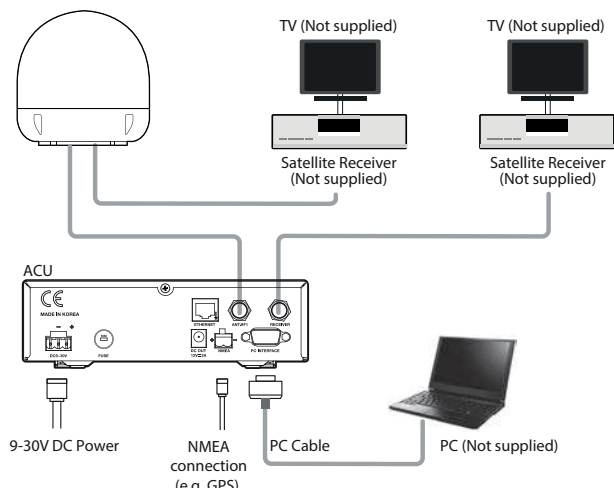 TV (Not supplied)
TV (Not supplied)
Satellite Receiver
(Not supplied)
Satellite Receiver
(Not supplied)
ACU
CE
MADE IN KOREA
ETHERNET
ANT.RF1
RECEIVER
DC9~30V
FUSE
DC OUT
NMEA
PC INTERFACE
9-30V DC Power
NMEA
connection
(e.g. GPS)
PC Cable
PC (Not supplied)